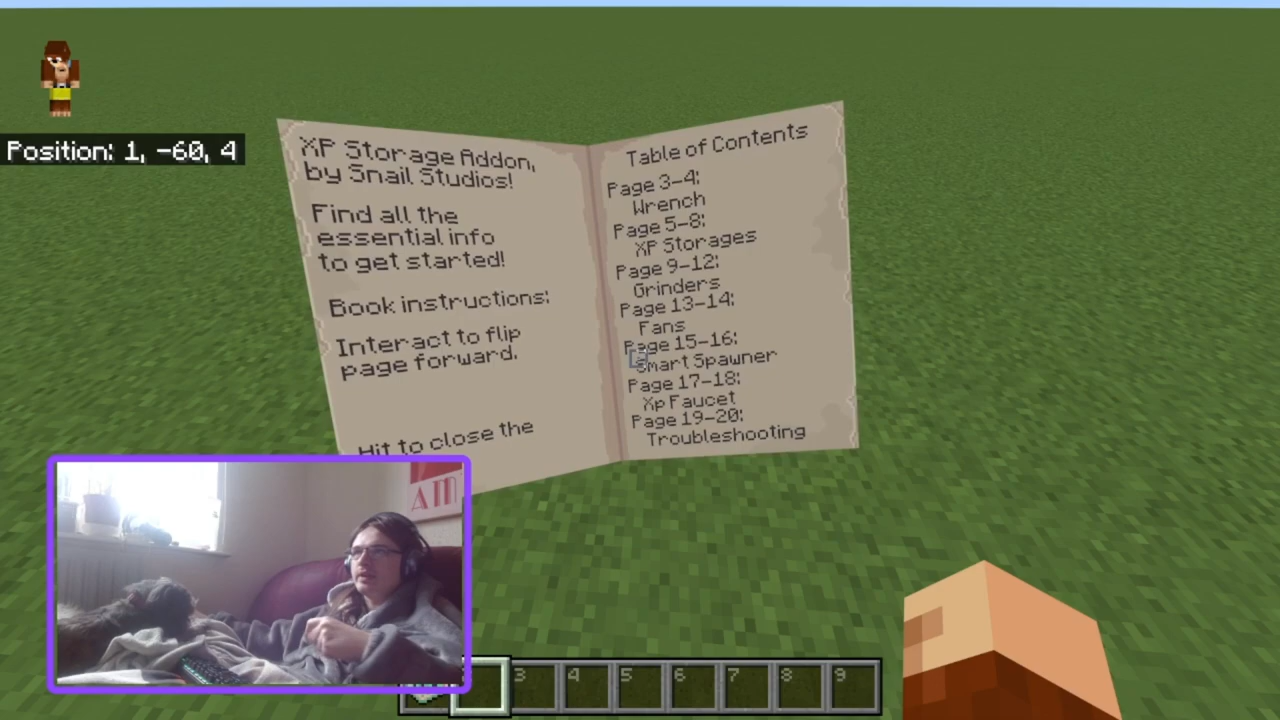 Position: 1, -60, 4
XP Storage Addon,
by Snail Studios!
Find all the
essential info
to get started!
Book instructions:
Interact to flip
page forward.
Hit to close the
Table of Contents
Page 3-4:
Wrench
Page 5-8:
XP Storages
Page 9-12:
Grinders
Page 13-14:
Fans
Page 15-16:
Smart Spawner
Page 17-18:
Xp Faucet
Page 19-20:
Troubleshooting
AM
3 4 5 6 7 8 9